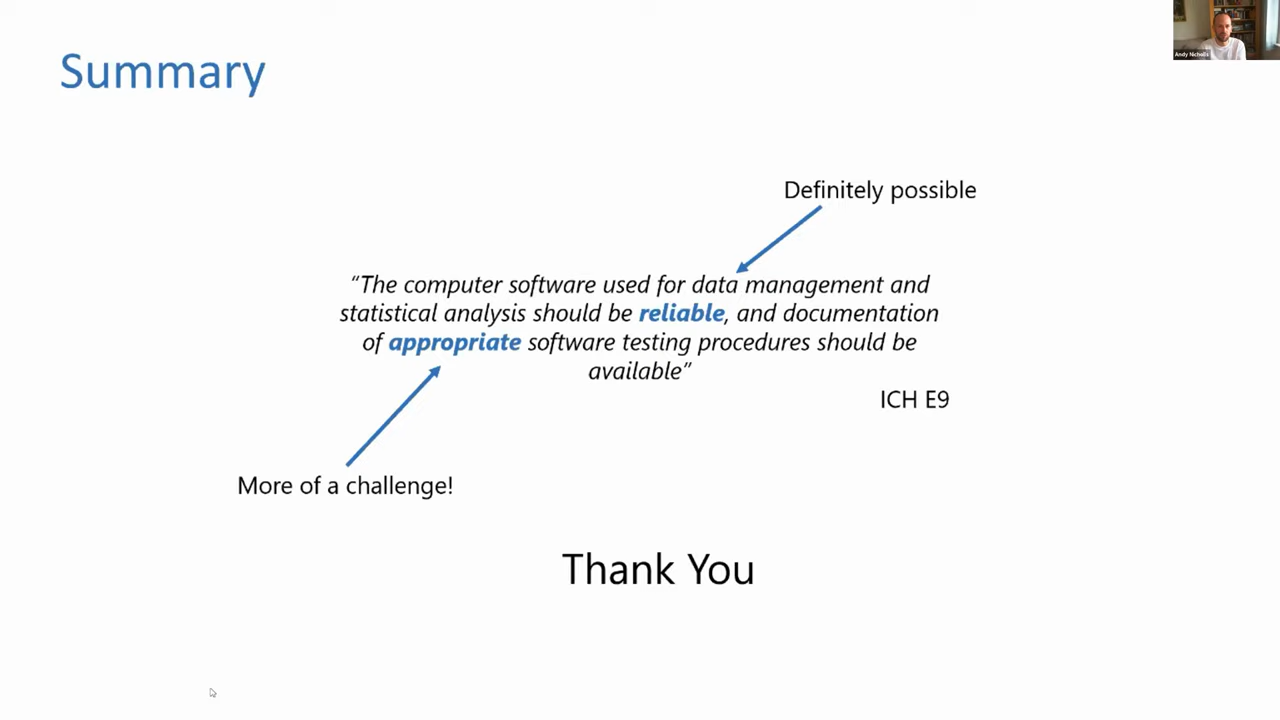 Summary
Andy Nicholls
Definitely possible
“The computer software used for data management and
statistical analysis should be reliable, and documentation
of appropriate software testing procedures should be
available”
ICH E9
More of a challenge!
Thank You